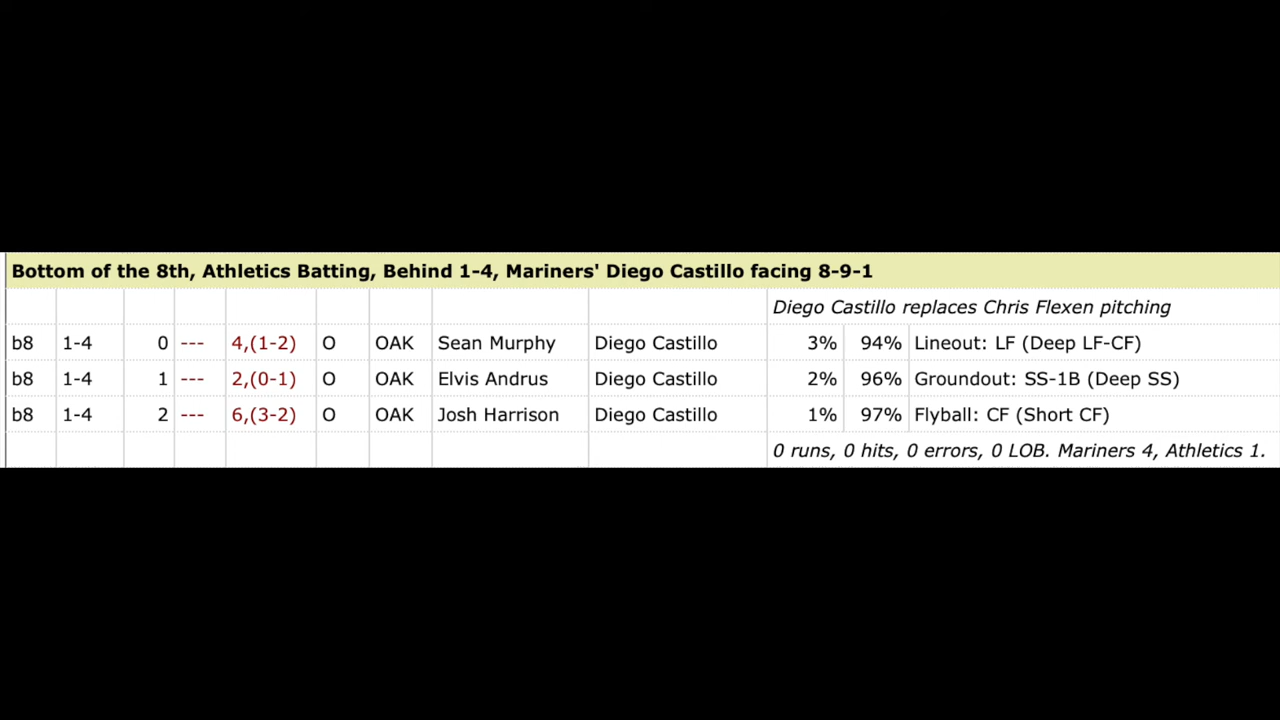 Bottom of the 8th, Athletics Batting, Behind 1-4, Mariners' Diego Castillo facing 8-9-1
Diego Castillo replaces Chris Flexen pitching
b8 1-4 0 --- 4,(1-2) O OAK Sean Murphy Diego Castillo 3% 94% Lineout: LF (Deep LF-CF)
b8 1-4 1 --- 2,(0-1) O OAK Elvis Andrus Diego Castillo 2% 96% Groundout: SS-1B (Deep SS)
b8 1-4 2 --- 6,(3-2) O OAK Josh Harrison Diego Castillo 1% 97% Flyball: CF (Short CF)
0 runs, 0 hits, 0 errors, 0 LOB. Mariners 4, Athletics 1.